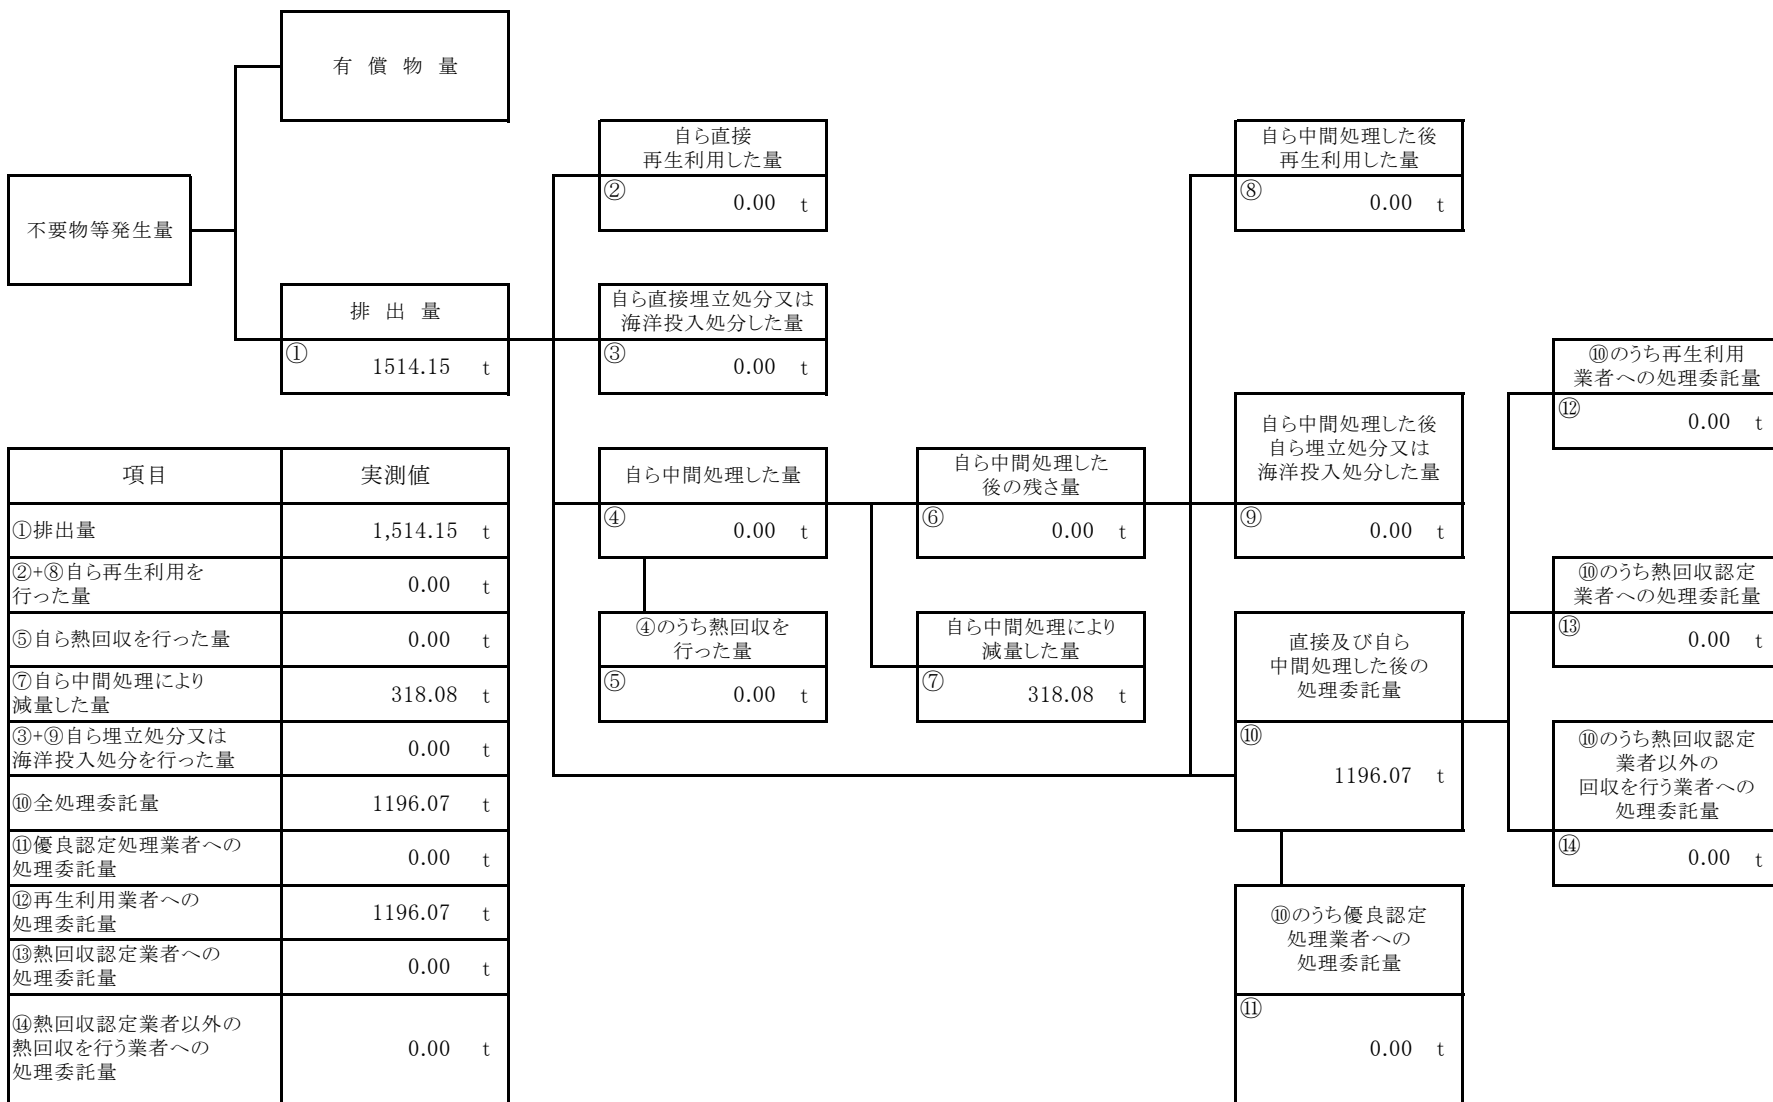 有 償 物 量
不要物等発生量
排 出 量
① 1514.15 t
自ら直接
再生利用した量
② 0.00 t
自ら直接埋立処分又は
海洋投入処分した量
③ 0.00 t
自ら中間処理した量
④ 0.00 t
④のうち熱回収を
行った量
⑤ 0.00 t
自ら中間処理した
後の残さ量
⑥ 0.00 t
自ら中間処理により
減量した量
⑦ 318.08 t
自ら中間処理した後
再生利用した量
⑧ 0.00 t
自ら中間処理した後
自ら埋立処分又は
海洋投入処分した量
⑨ 0.00 t
直接及び自ら
中間処理した後の
処理委託量
⑩
1196.07 t
⑩のうち優良認定
処理業者への
処理委託量
⑪
0.00 t
⑩のうち再生利用
業者への処理委託量
⑫ 0.00 t
⑩のうち熱回収認定
業者への処理委託量
⑬ 0.00 t
⑩のうち熱回収認定
業者以外の
回収を行う業者への
処理委託量
⑭ 0.00 t
項目 実測値
①排出量 1,514.15 t
②+⑧自ら再生利用を
行った量 0.00 t
⑤自ら熱回収を行った量 0.00 t
⑦自ら中間処理により
減量した量 318.08 t
③+⑨自ら埋立処分又は
海洋投入処分を行った量 0.00 t
⑩全処理委託量 1196.07 t
⑪優良認定処理業者への
処理委託量 0.00 t
⑫再生利用業者への
処理委託量 1196.07 t
⑬熱回収認定業者への
処理委託量 0.00 t
⑭熱回収認定業者以外の
熱回収を行う業者への
処理委託量 0.00 t